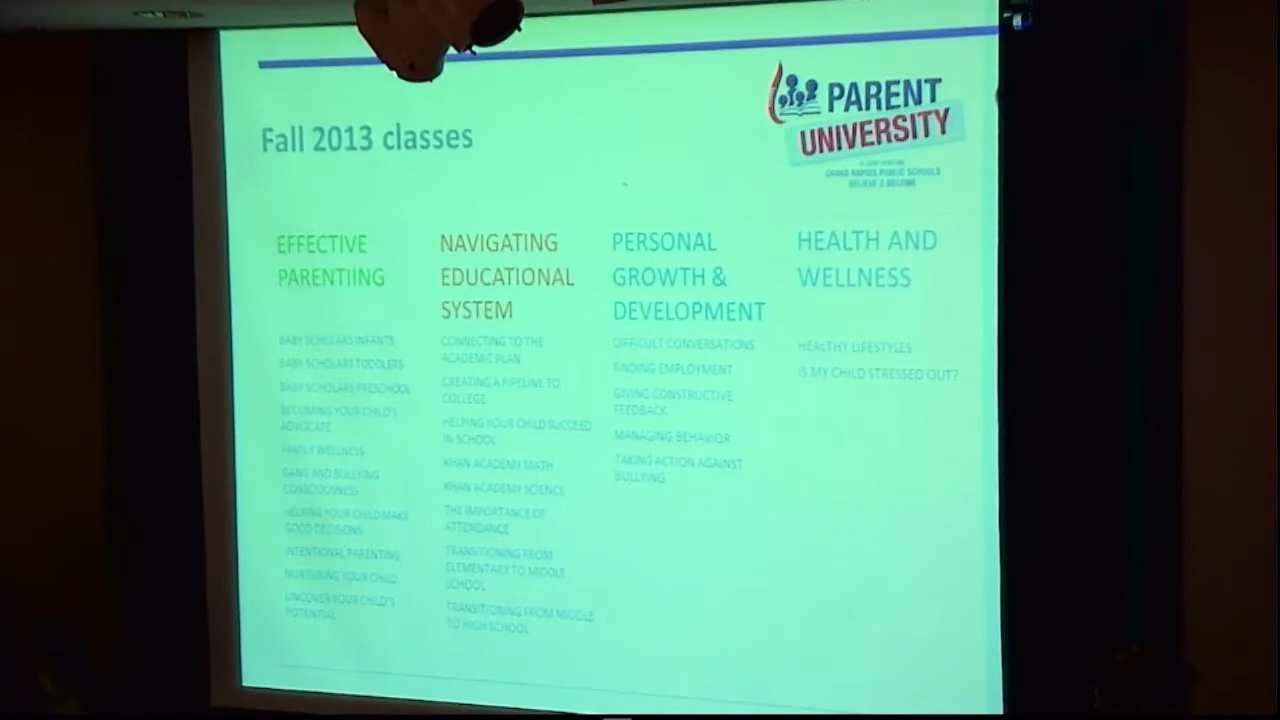 PARENT
UNIVERSITY
A JOINT VENTURE
GRAND RAPIDS PUBLIC SCHOOLS
BELIEVE 2 BECOME
Fall 2013 classes
EFFECTIVE
PARENTIING
BABY SCHOLARS INFANTS
BABY SCHOLARS TODDLERS
BABY SCHOLARS PRESCHOOL
BECOMING YOUR CHILD'S
ADVOCATE
FAMILY WELLNESS
GANG AND BULLYING
CONSCIOUSNESS
HELPING YOUR CHILD MAKE
GOOD DECISIONS
INTENTIONAL PARENTING
NURTURING YOUR CHILD
UNCOVER YOUR CHILD'S
POTENTIAL
NAVIGATING
EDUCATIONAL
SYSTEM
CONNECTING TO THE
ACADEMIC PLAN
CREATING A PIPELINE TO
COLLEGE
HELPING YOUR CHILD SUCCEED
IN SCHOOL
KHAN ACADEMY MATH
KHAN ACADEMY SCIENCE
THE IMPORTANCE OF
ATTENDANCE
TRANSITIONING FROM
ELEMENTARY TO MIDDLE
SCHOOL
TRANSITIONING FROM MIDDLE
TO HIGH SCHOOL
PERSONAL
GROWTH &
DEVELOPMENT
DIFFICULT CONVERSATIONS
FINDING EMPLOYMENT
GIVING CONSTRUCTIVE
FEEDBACK
MANAGING BEHAVIOR
TAKING ACTION AGAINST
BULLYING
HEALTH AND
WELLNESS
HEALTHY LIFESTYLES
IS MY CHILD STRESSED OUT?